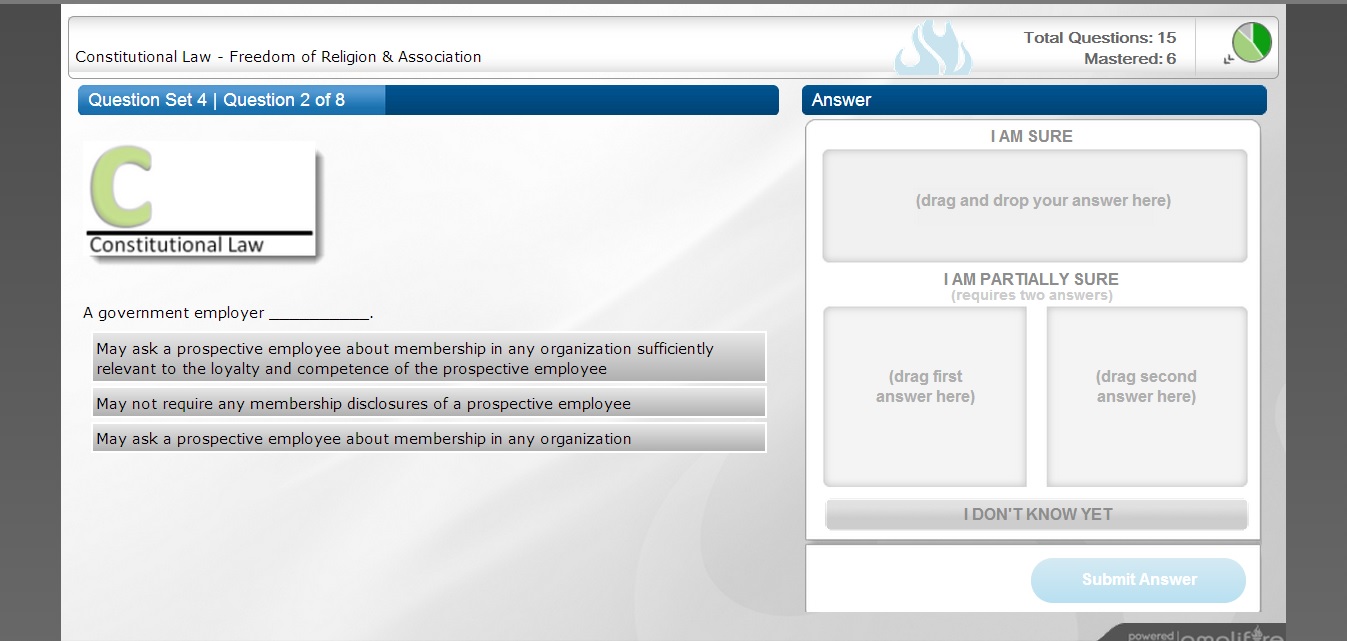 Constitutional Law - Freedom of Religion & Association
Total Questions: 15
Mastered: 6
Question Set 4 | Question 2 of 8
Answer
C
Constitutional Law
A government employer __________.
May ask a prospective employee about membership in any organization sufficiently
relevant to the loyalty and competence of the prospective employee
May not require any membership disclosures of a prospective employee
May ask a prospective employee about membership in any organization
I AM SURE
(drag and drop your answer here)
I AM PARTIALLY SURE
(requires two answers)
(drag first
answer here)
(drag second
answer here)
I DON'T KNOW YET
Submit Answer
powered